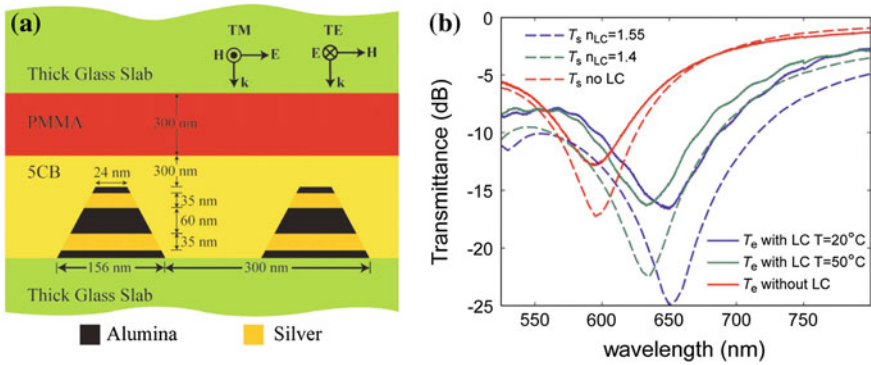 (a)
TM
TE
H E
E H
k
k
Thick Glass Slab
PMMA
300 nm
5CB
300 nm
24 nm
35 nm
60 nm
35 nm
156 nm
300 nm
Thick Glass Slab
Alumina
Silver
(b)
Transmittance (dB)
0
-5
-10
-15
-20
-25
Ts nLC=1.55
Ts nLC=1.4
Ts no LC
Te with LC T=20°C
Te with LC T=50°C
Te without LC
550 600 650 700 750
wavelength (nm)